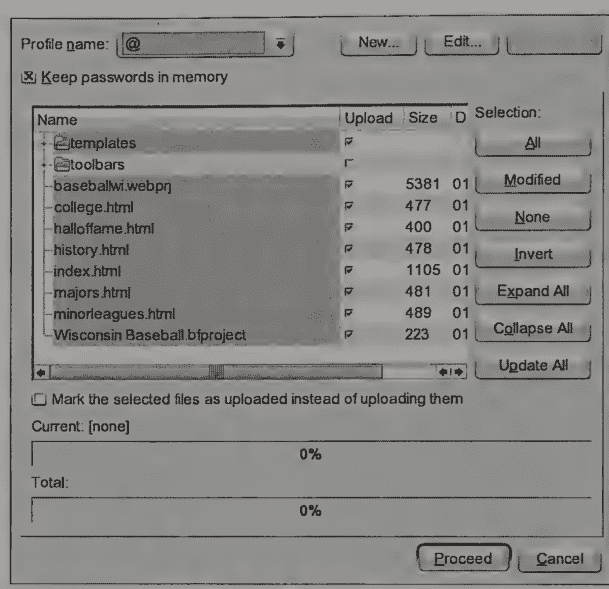 Profile name: @ New... Edit...
Keep passwords in memory
Name Upload Size D Selection:
templates All
toolbars
baseballwi.webprj 5381 01 Modified
college.html 477 01
halloffame.html 400 01 None
history.html 478 01 Invert
index.html 1105 01
majors.html 481 01 Expand All
minorleagues.html 489 01
Wisconsin Baseball.bfproject 223 01 Collapse All
Update All
Mark the selected files as uploaded instead of uploading them
Current: [none]
0%
Total:
0%
Proceed Cancel